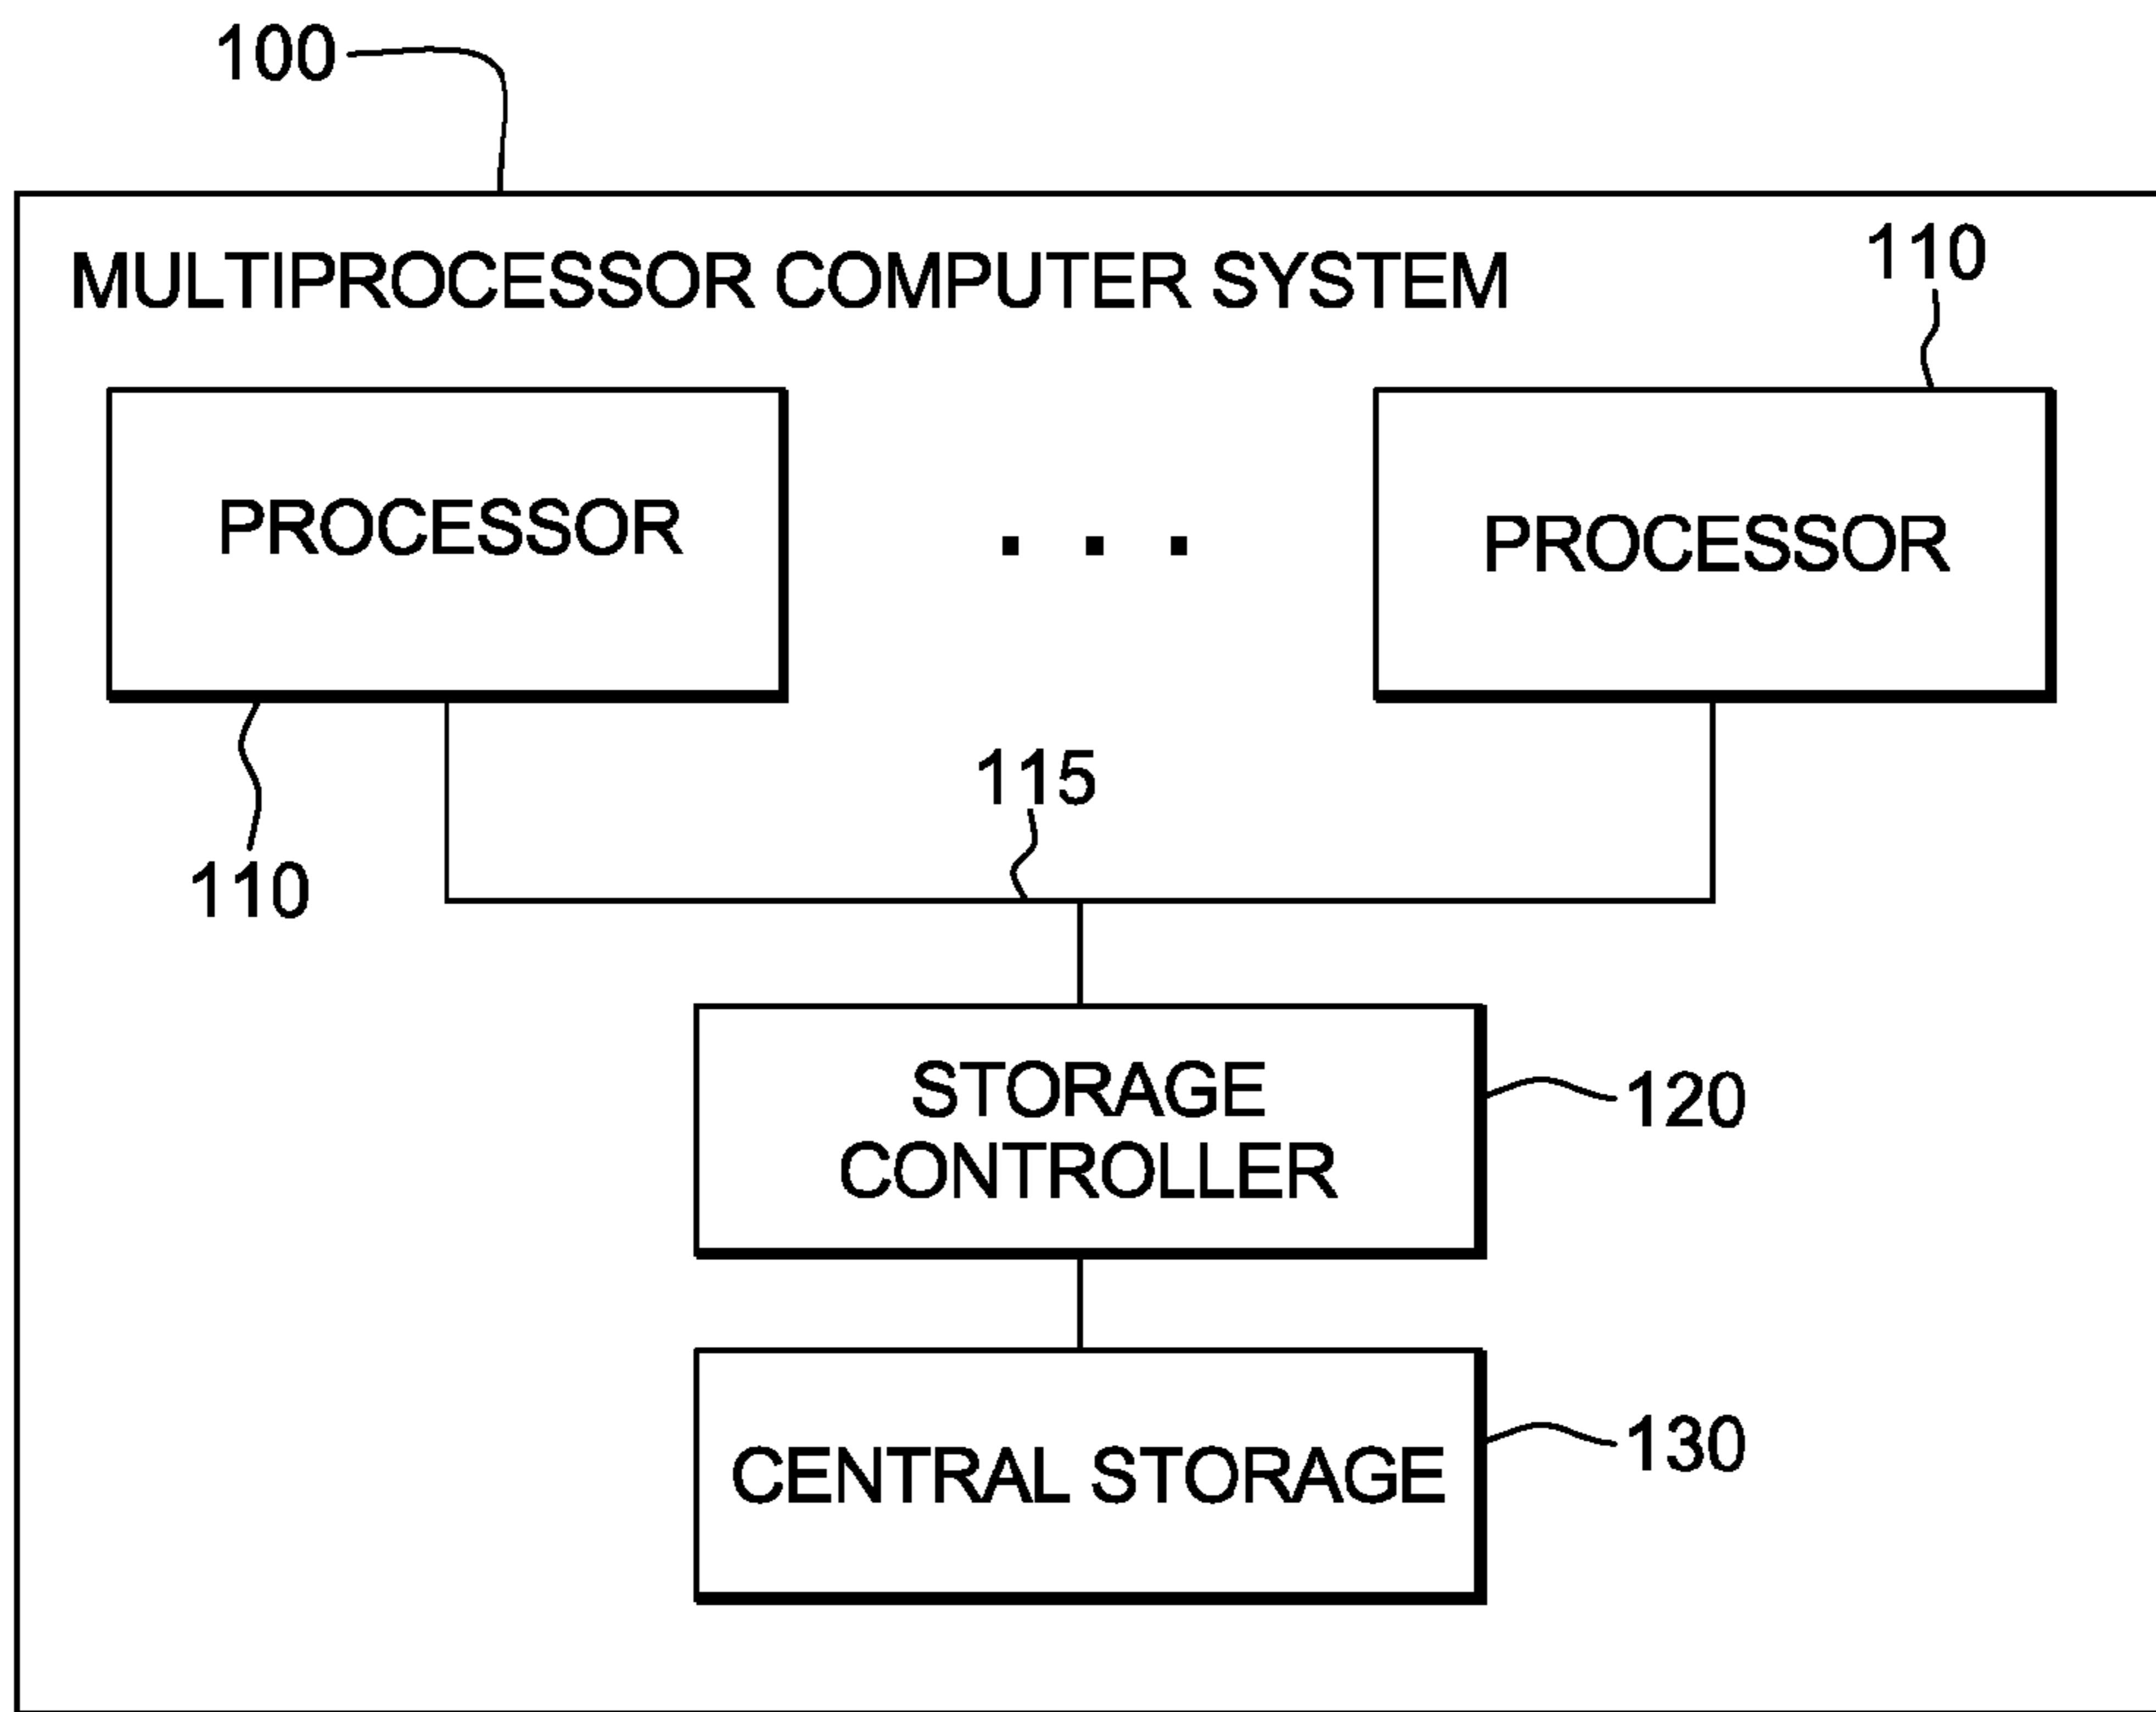 100
MULTIPROCESSOR COMPUTER SYSTEM
110
PROCESSOR
. . .
PROCESSOR
110
115
STORAGE
CONTROLLER
120
CENTRAL STORAGE
130